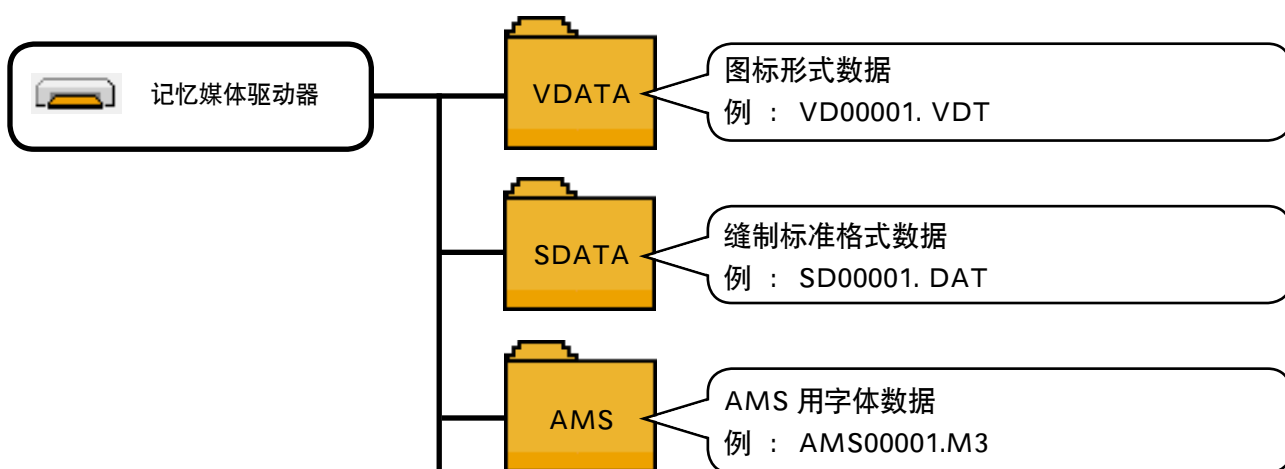 记忆媒体驱动器
VDATA
图标形式数据
例 : VD00001. VDT
SDATA
缝制标准格式数据
例 : SD00001. DAT
AMS
AMS 用字体数据
例 : AMS00001.M3